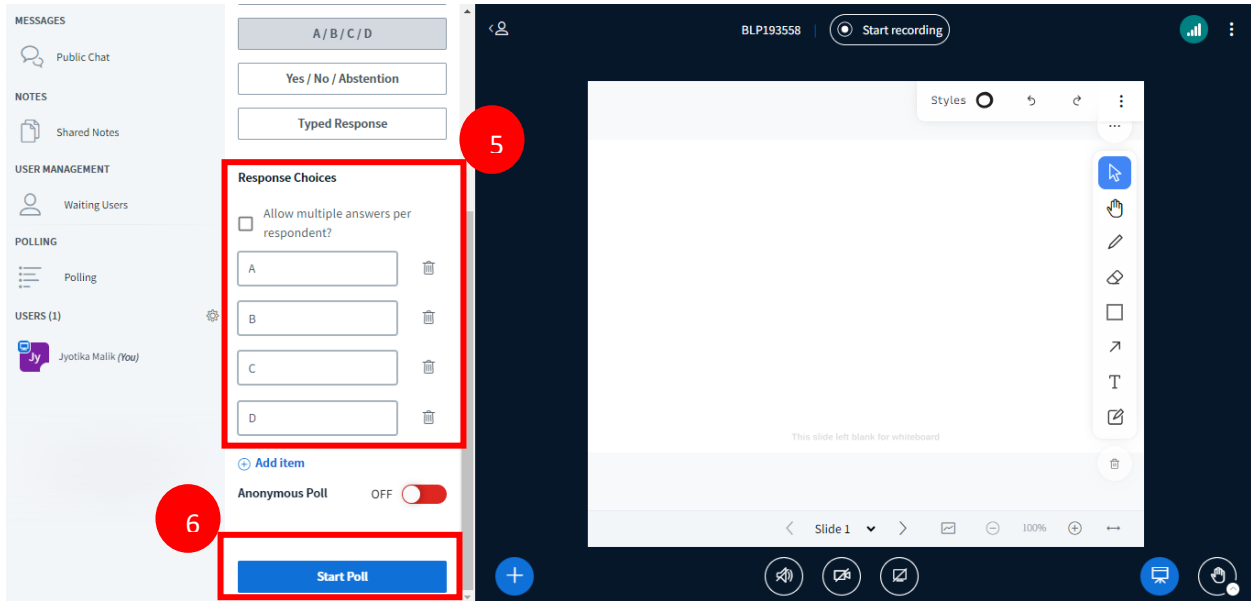 MESSAGES
Public Chat
NOTES
Shared Notes
USER MANAGEMENT
Waiting Users
POLLING
Polling
USERS (1)
Jy
Jyotika Malik (You)
A / B / C / D
Yes / No / Abstention
Typed Response
5
Response Choices
Allow multiple answers per
respondent?
A
B
C
D
Add item
Anonymous Poll OFF
6
Start Poll
BLP193558
Start recording
Styles
T
This slide left blank for whiteboard
Slide 1
100%